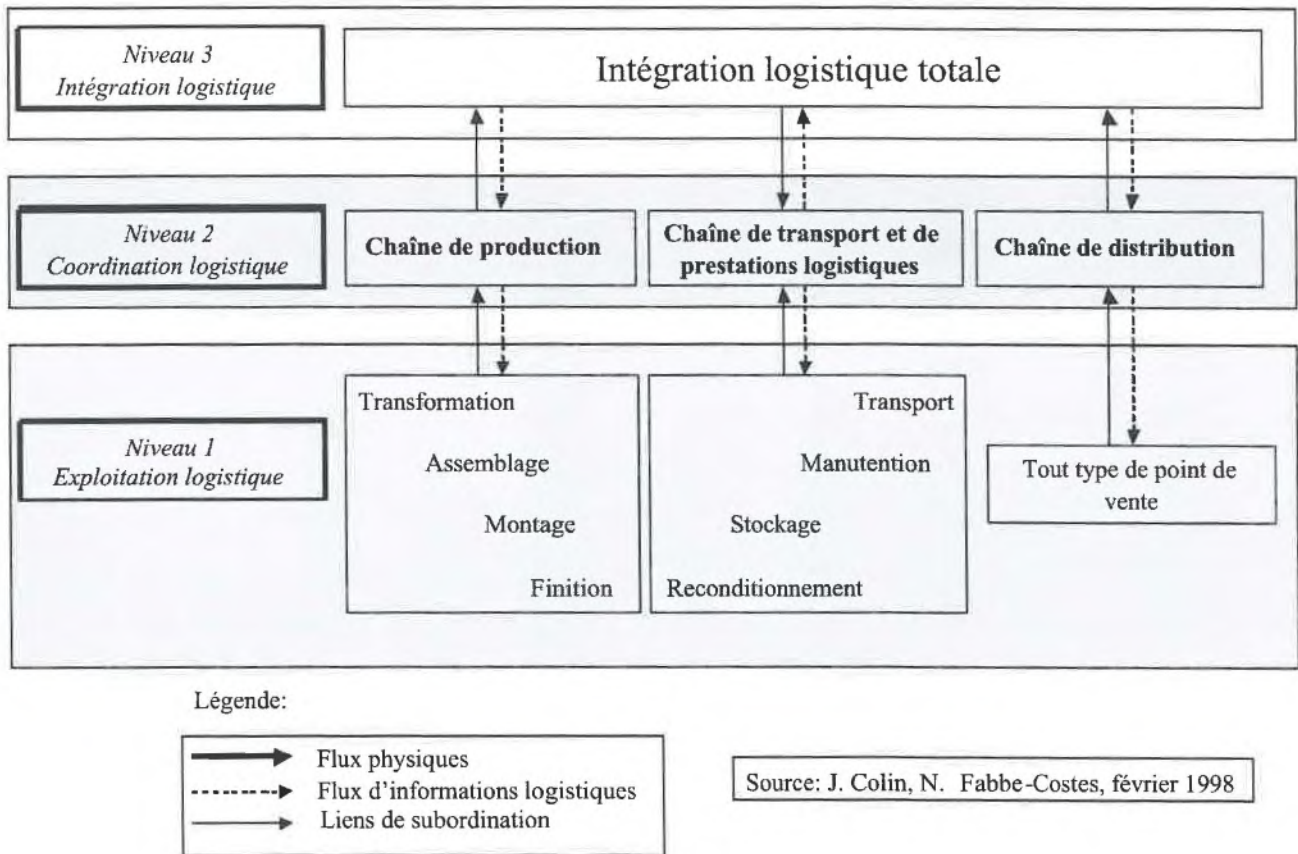 Niveau 3
Intégration logistique
Intégration logistique totale
Niveau 2
Coordination logistique
Chaîne de production
Chaîne de transport et de
prestations logistiques
Chaîne de distribution
Niveau 1
Exploitation logistique
Transformation
Assemblage
Montage
Finition
Transport
Manutention
Stockage
Reconditionnement
Tout type de point de
vente
Légende:
Flux physiques
Flux d'informations logistiques
Liens de subordination
Source: J. Colin, N. Fabbe-Costes, février 1998